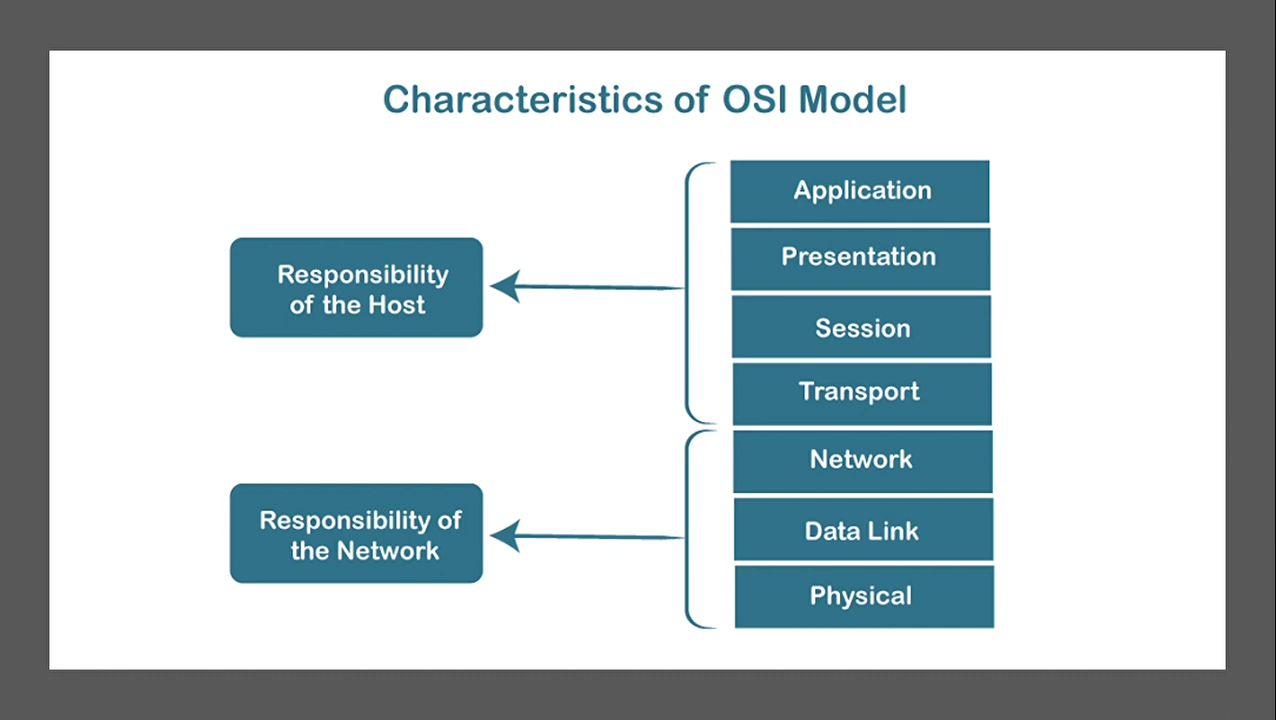 Characteristics of OSI Model
Application
Presentation
Session
Transport
Network
Data Link
Physical
Responsibility
of the Host
Responsibility of
the Network